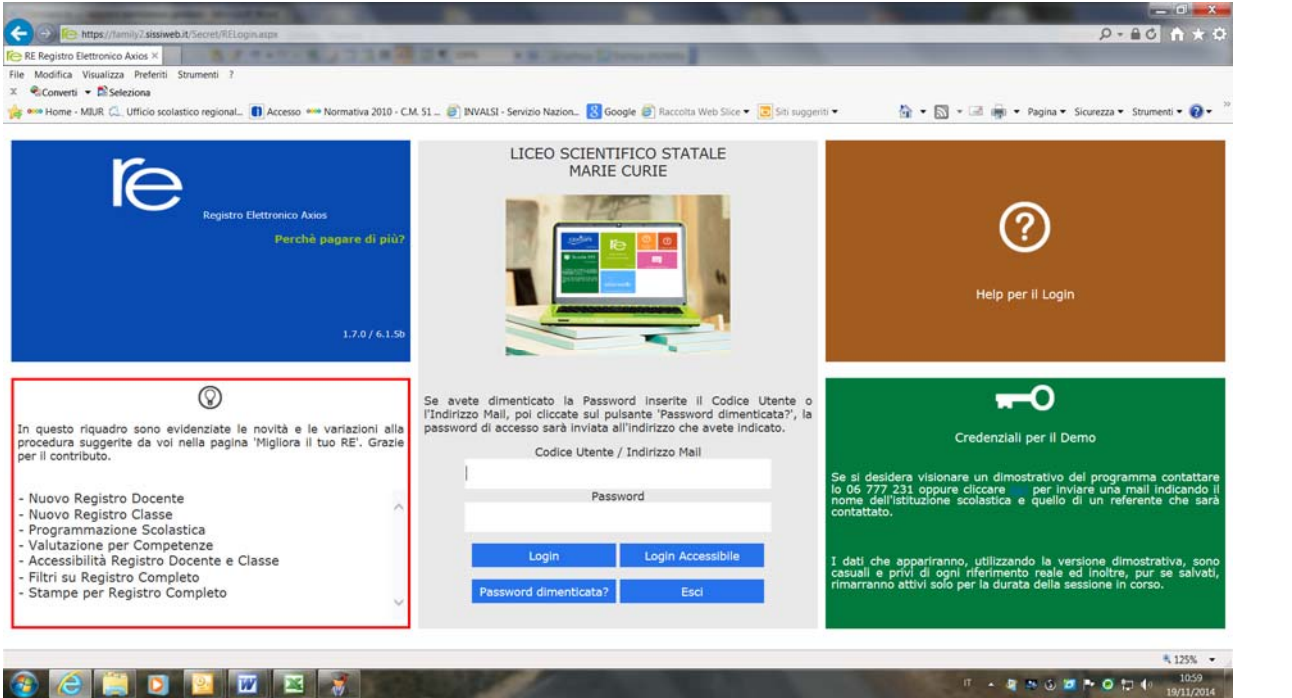 https://family2.sissiweb.it/Secret/RELogin.aspx
RE Registro Elettronico Axios
File Modifica Visualizza Preferiti Strumenti ?
x Converti Seleziona
Home - MIUR Ufficio scolastico regional... Accesso Normativa 2010 - C.M. 51 ... INVALSI - Servizio Nazion... Google Raccolta Web Slice Siti suggeriti Pagina Sicurezza Strumenti
re
Registro Elettronico Axios
Perchè pagare di più?
1.7.0 / 6.1.5b
In questo riquadro sono evidenziate le novità e le variazioni alla
procedura suggerite da voi nella pagina 'Migliora il tuo RE'. Grazie
per il contributo.
- Nuovo Registro Docente
- Nuovo Registro Classe
- Programmazione Scolastica
- Valutazione per Competenze
- Accessibilità Registro Docente e Classe
- Filtri su Registro Completo
- Stampe per Registro Completo
LICEO SCIENTIFICO STATALE
MARIE CURIE
re
Se avete dimenticato la Password inserite il Codice Utente o
l'Indirizzo Mail, poi cliccate sul pulsante 'Password dimenticata?', la
password di accesso sarà inviata all'indirizzo che avete indicato.
Codice Utente / Indirizzo Mail
Password
Login Login Accessibile
Password dimenticata? Esci
?
Help per il Login
Credenziali per il Demo
Se si desidera visionare un dimostrativo del programma contattare
lo 06 777 231 oppure cliccare per inviare una mail indicando il
nome dell'istituzione scolastica e quello di un referente che sarà
contattato.
I dati che appariranno, utilizzando la versione dimostrativa, sono
casuali e privi di ogni riferimento reale ed inoltre, pur se salvati,
rimarranno attivi solo per la durata della sessione in corso.
125%
IT
10:59
19/11/2014